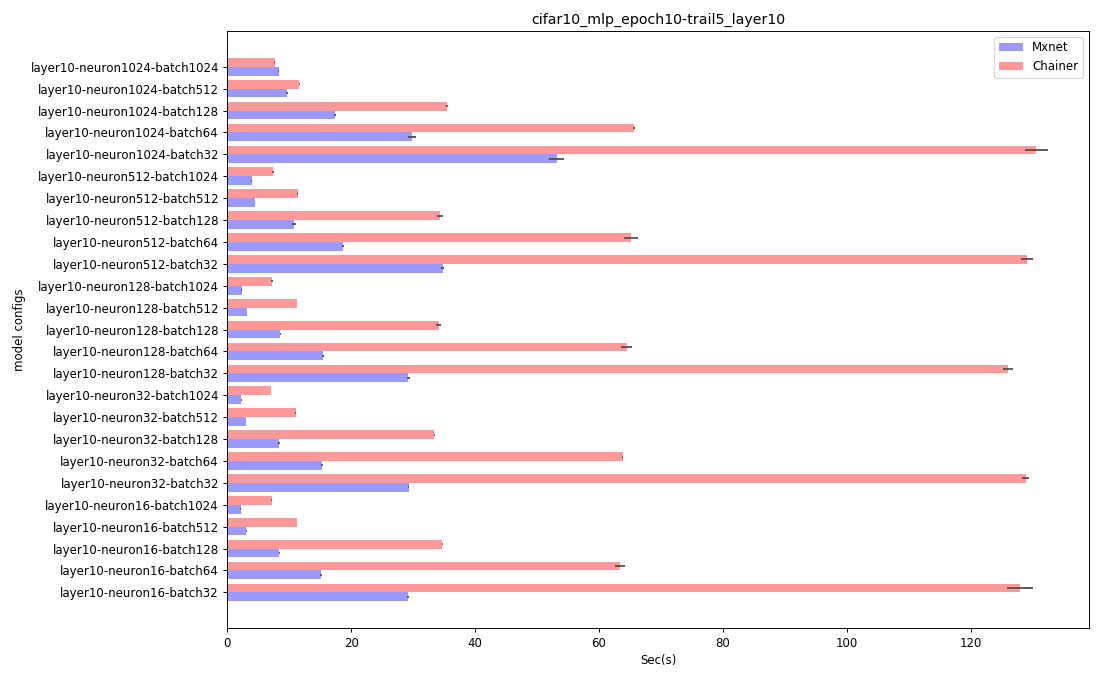 cifar10_mlp_epoch10-trail5_layer10
Mxnet
Chainer
layer10-neuron1024-batch1024
layer10-neuron1024-batch512
layer10-neuron1024-batch128
layer10-neuron1024-batch64
layer10-neuron1024-batch32
layer10-neuron512-batch1024
layer10-neuron512-batch512
layer10-neuron512-batch128
layer10-neuron512-batch64
layer10-neuron512-batch32
layer10-neuron128-batch1024
layer10-neuron128-batch512
layer10-neuron128-batch128
layer10-neuron128-batch64
layer10-neuron128-batch32
layer10-neuron32-batch1024
layer10-neuron32-batch512
layer10-neuron32-batch128
layer10-neuron32-batch64
layer10-neuron32-batch32
layer10-neuron16-batch1024
layer10-neuron16-batch512
layer10-neuron16-batch128
layer10-neuron16-batch64
layer10-neuron16-batch32
model configs
0 20 40 60 80 100 120
Sec(s)